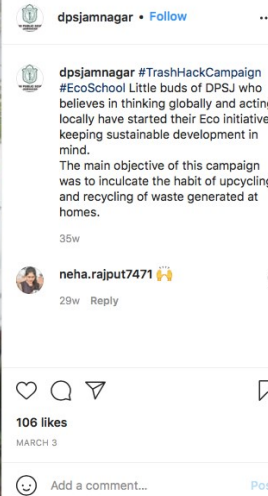 dpsjamnagar • Follow
dpsjamnagar #TrashHackCampaign
#EcoSchool Little buds of DPSJ who
believes in thinking globally and acting
locally have started their Eco initiative
keeping sustainable development in
mind.
The main objective of this campaign
was to inculcate the habit of upcycling
and recycling of waste generated at
homes.
35w
neha.rajput7471 🙌
29w Reply
106 likes
MARCH 3
Add a comment...
Pos